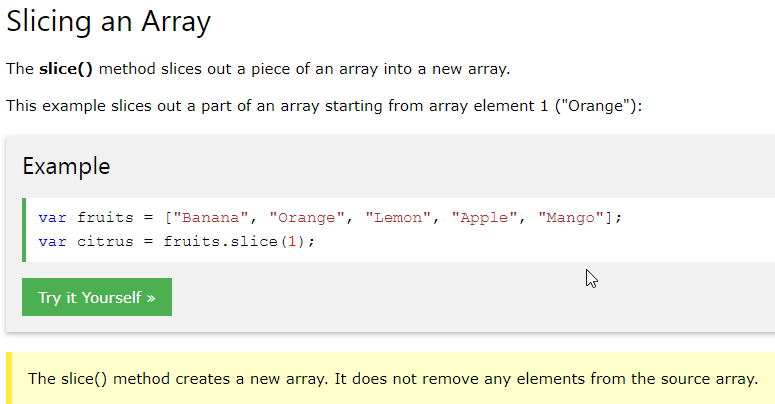 Slicing an Array
The slice() method slices out a piece of an array into a new array.
This example slices out a part of an array starting from array element 1 ("Orange"):
Example
var fruits = ["Banana", "Orange", "Lemon", "Apple", "Mango"];
var citrus = fruits.slice(1);
Try it Yourself »
The slice() method creates a new array. It does not remove any elements from the source array.